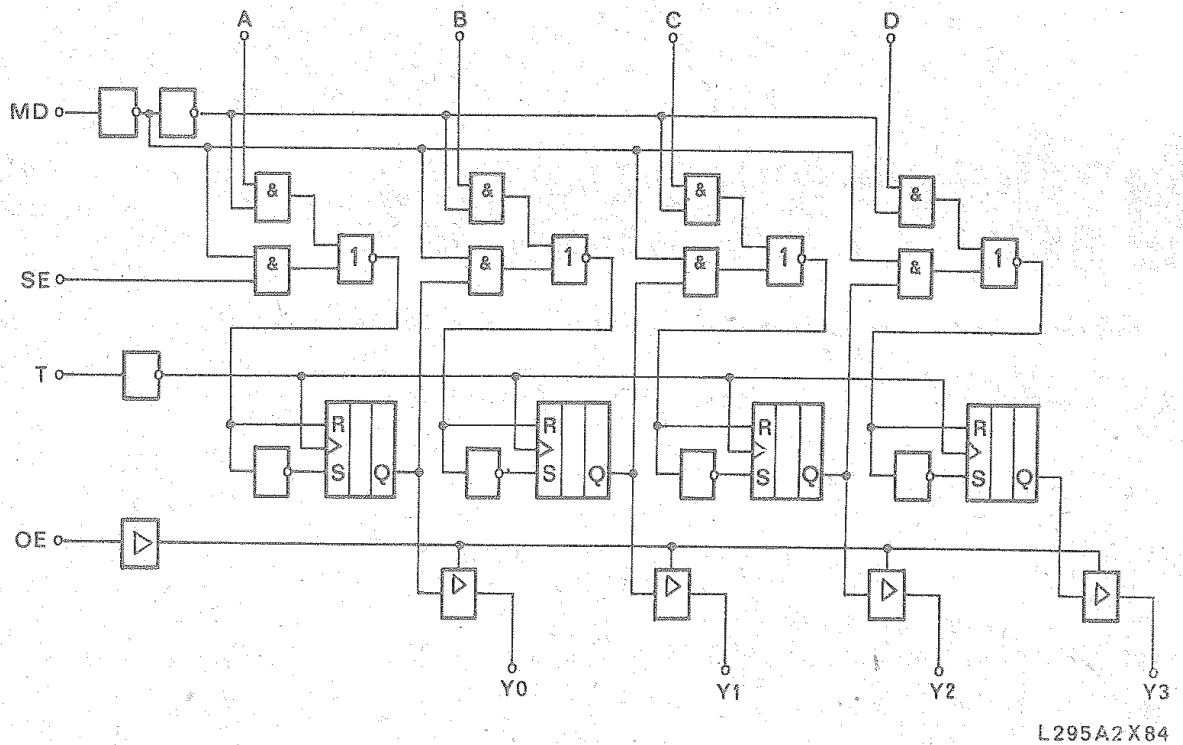 A B C D
MD
& & & &
1 1 1 1
SE & & & &
T
R R R R
S Q S Q S Q S Q
OE
Y0 Y1 Y2 Y3
L295A2X84